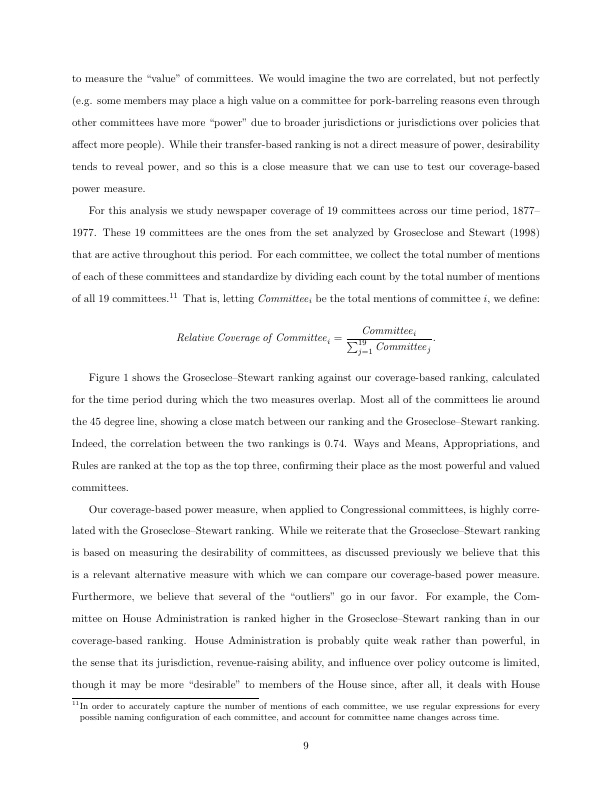 to measure the “value” of committees. We would imagine the two are correlated, but not perfectly
(e.g. some members may place a high value on a committee for pork-barreling reasons even through
other committees have more “power” due to broader jurisdictions or jurisdictions over policies that
affect more people). While their transfer-based ranking is not a direct measure of power, desirability
tends to reveal power, and so this is a close measure that we can use to test our coverage-based
power measure.
For this analysis we study newspaper coverage of 19 committees across our time period, 1877–
1977. These 19 committees are the ones from the set analyzed by Groseclose and Stewart (1998)
that are active throughout this period. For each committee, we collect the total number of mentions
of each of these committees and standardize by dividing each count by the total number of mentions
of all 19 committees.¹¹ That is, letting Committeeᵢ be the total mentions of committee i, we define:
Relative Coverage of Committeeᵢ = Committeeᵢ / ∑¹⁹ⱼ₌₁ Committeeⱼ.
Figure 1 shows the Groseclose–Stewart ranking against our coverage-based ranking, calculated
for the time period during which the two measures overlap. Most all of the committees lie around
the 45 degree line, showing a close match between our ranking and the Groseclose–Stewart ranking.
Indeed, the correlation between the two rankings is 0.74. Ways and Means, Appropriations, and
Rules are ranked at the top as the top three, confirming their place as the most powerful and valued
committees.
Our coverage-based power measure, when applied to Congressional committees, is highly corre-
lated with the Groseclose–Stewart ranking. While we reiterate that the Groseclose–Stewart ranking
is based on measuring the desirability of committees, as discussed previously we believe that this
is a relevant alternative measure with which we can compare our coverage-based power measure.
Furthermore, we believe that several of the “outliers” go in our favor. For example, the Com-
mittee on House Administration is ranked higher in the Groseclose–Stewart ranking than in our
coverage-based ranking. House Administration is probably quite weak rather than powerful, in
the sense that its jurisdiction, revenue-raising ability, and influence over policy outcome is limited,
though it may be more “desirable” to members of the House since, after all, it deals with House
¹¹In order to accurately capture the number of mentions of each committee, we use regular expressions for every
possible naming configuration of each committee, and account for committee name changes across time.
9